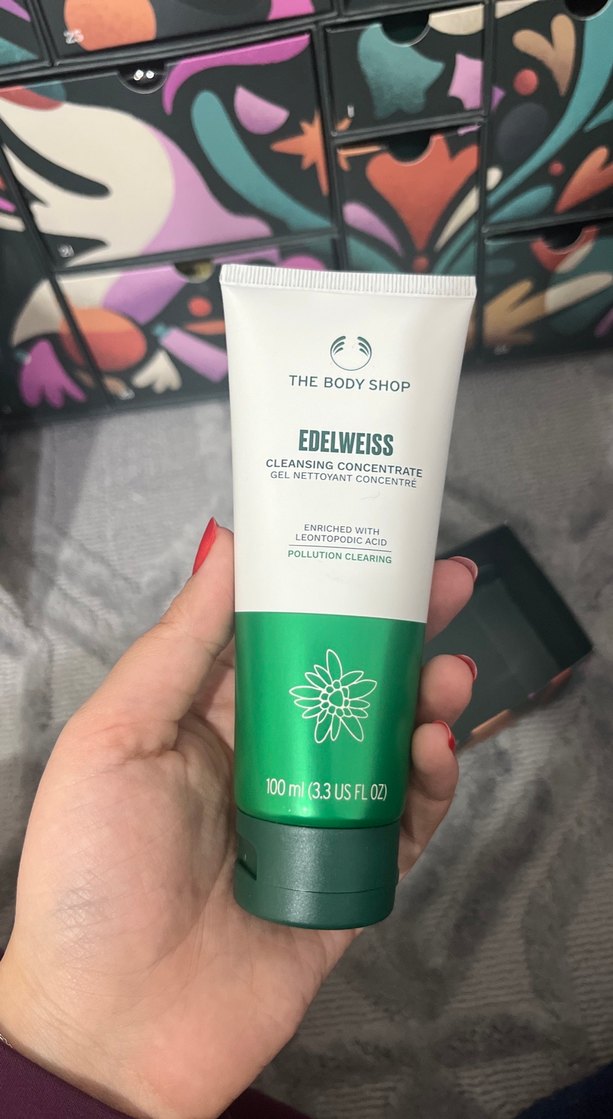 25
THE BODY SHOP
EDELWEISS
CLEANSING CONCENTRATE
GEL NETTOYANT CONCENTRÉ
ENRICHED WITH
LEONTOPODIC ACID
POLLUTION CLEARING
100 ml (3.3 US FL OZ)